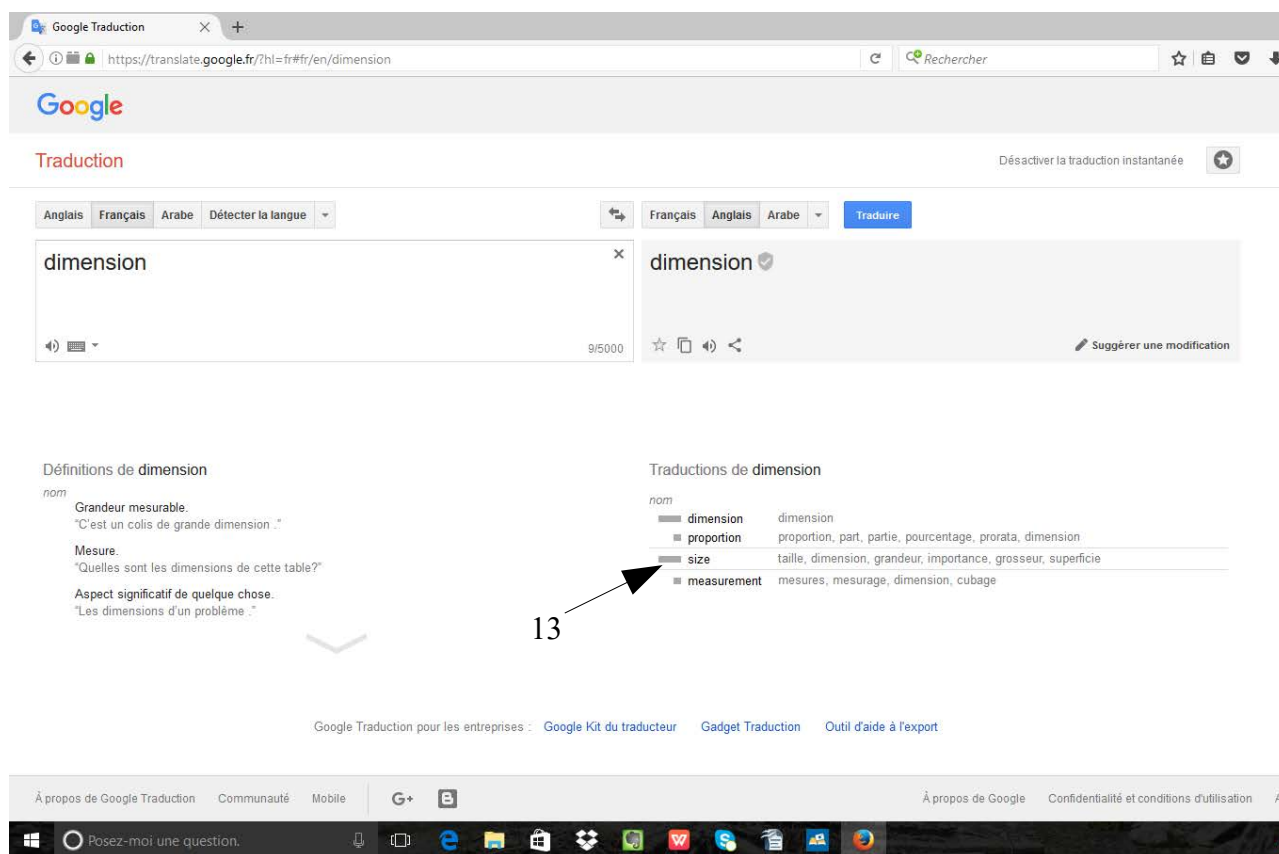 Google Traduction
https://translate.google.fr/?hl=fr#fr/en/dimension
Rechercher
Google
Traduction
Désactiver la traduction instantanée
Anglais Français Arabe Détecter la langue
Français Anglais Arabe Traduire
dimension
dimension
9/5000
Suggérer une modification
Définitions de dimension
nom
Grandeur mesurable.
"C'est un colis de grande dimension ."
Mesure.
"Quelles sont les dimensions de cette table?"
Aspect significatif de quelque chose.
"Les dimensions d'un problème ."
Traductions de dimension
nom
dimension dimension
proportion proportion, part, partie, pourcentage, prorata, dimension
size taille, dimension, grandeur, importance, grosseur, superficie
measurement mesures, mesurage, dimension, cubage
13
Google Traduction pour les entreprises : Google Kit du traducteur Gadget Traduction Outil d'aide à l'export
À propos de Google Traduction Communauté Mobile G+ B À propos de Google Confidentialité et conditions d'utilisation A
Posez-moi une question. e W S